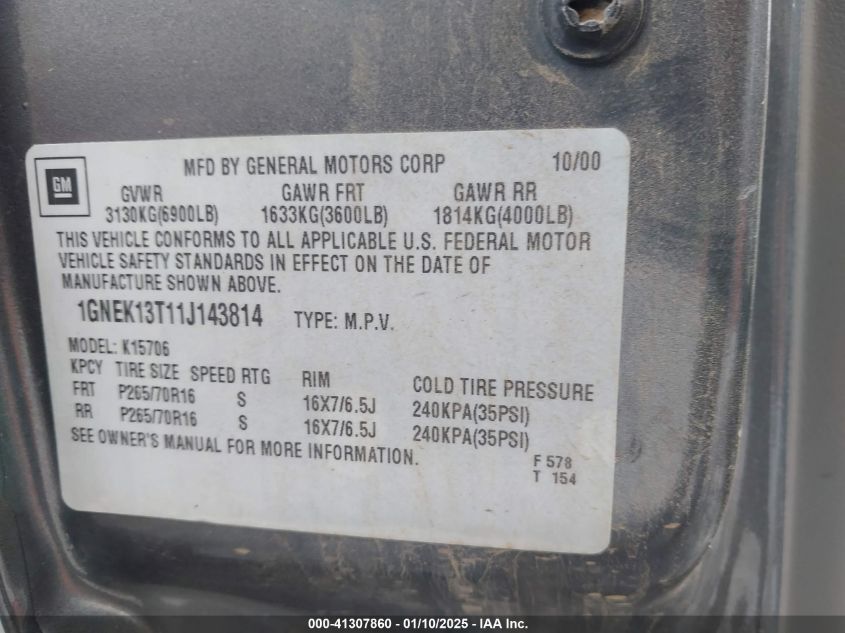 MFD BY GENERAL MOTORS CORP 10/00
GM
GVWR GAWR FRT GAWR RR
3130KG(6900LB) 1633KG(3600LB) 1814KG(4000LB)
THIS VEHICLE CONFORMS TO ALL APPLICABLE U.S. FEDERAL MOTOR
VEHICLE SAFETY STANDARDS IN EFFECT ON THE DATE OF
MANUFACTURE SHOWN ABOVE.
1GNEK13T11J143814 TYPE: M.P.V.
MODEL: K15706
KPCY TIRE SIZE SPEED RTG RIM COLD TIRE PRESSURE
FRT P265/70R16 S 16X7/6.5J 240KPA(35PSI)
RR P265/70R16 S 16X7/6.5J 240KPA(35PSI)
SEE OWNER'S MANUAL FOR MORE INFORMATION.
F 578
T 154
000-41307860 — 01/10/2025 — IAA Inc.